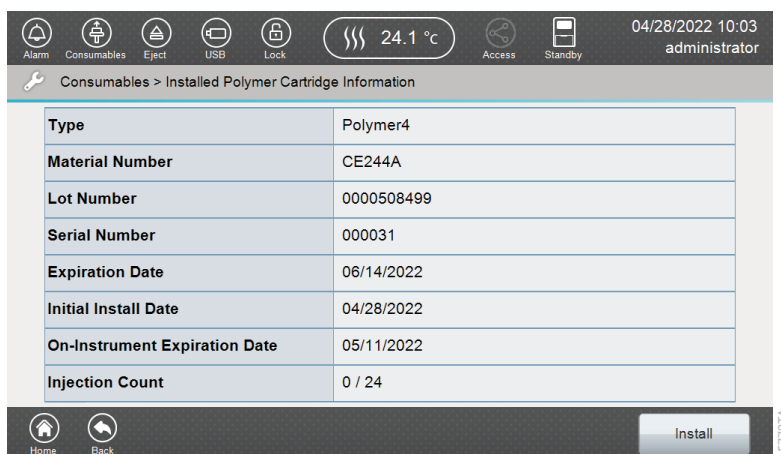 04/28/2022 10:03
24.1 °c
administrator
Alarm Consumables Eject USB Lock Access Standby
Consumables > Installed Polymer Cartridge Information
Type Polymer4
Material Number CE244A
Lot Number 0000508499
Serial Number 000031
Expiration Date 06/14/2022
Initial Install Date 04/28/2022
On-Instrument Expiration Date 05/11/2022
Injection Count 0 / 24
Install
Home Back